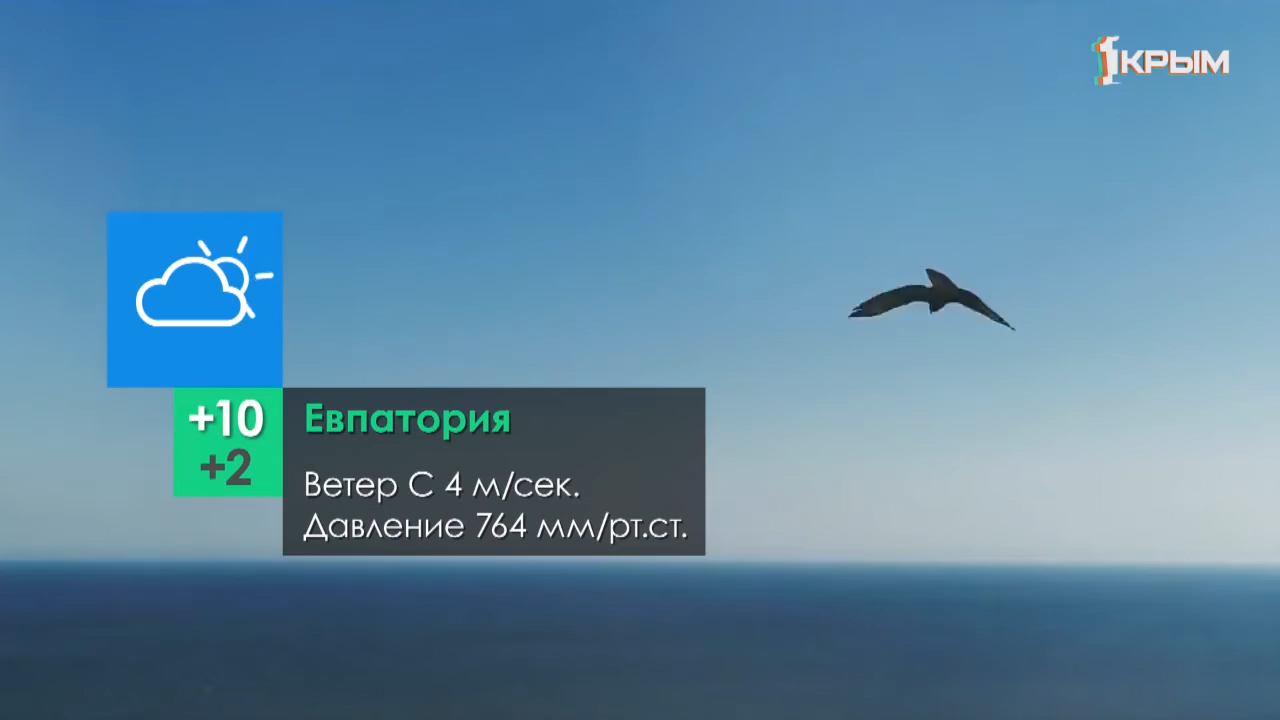 1КРЫМ
+10
+2
Евпатория
Ветер С 4 м/сек.
Давление 764 мм/рт.ст.